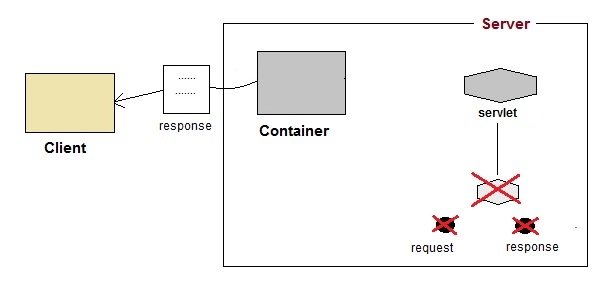 Server
......
.......
response
Container
Client
servlet
request
response